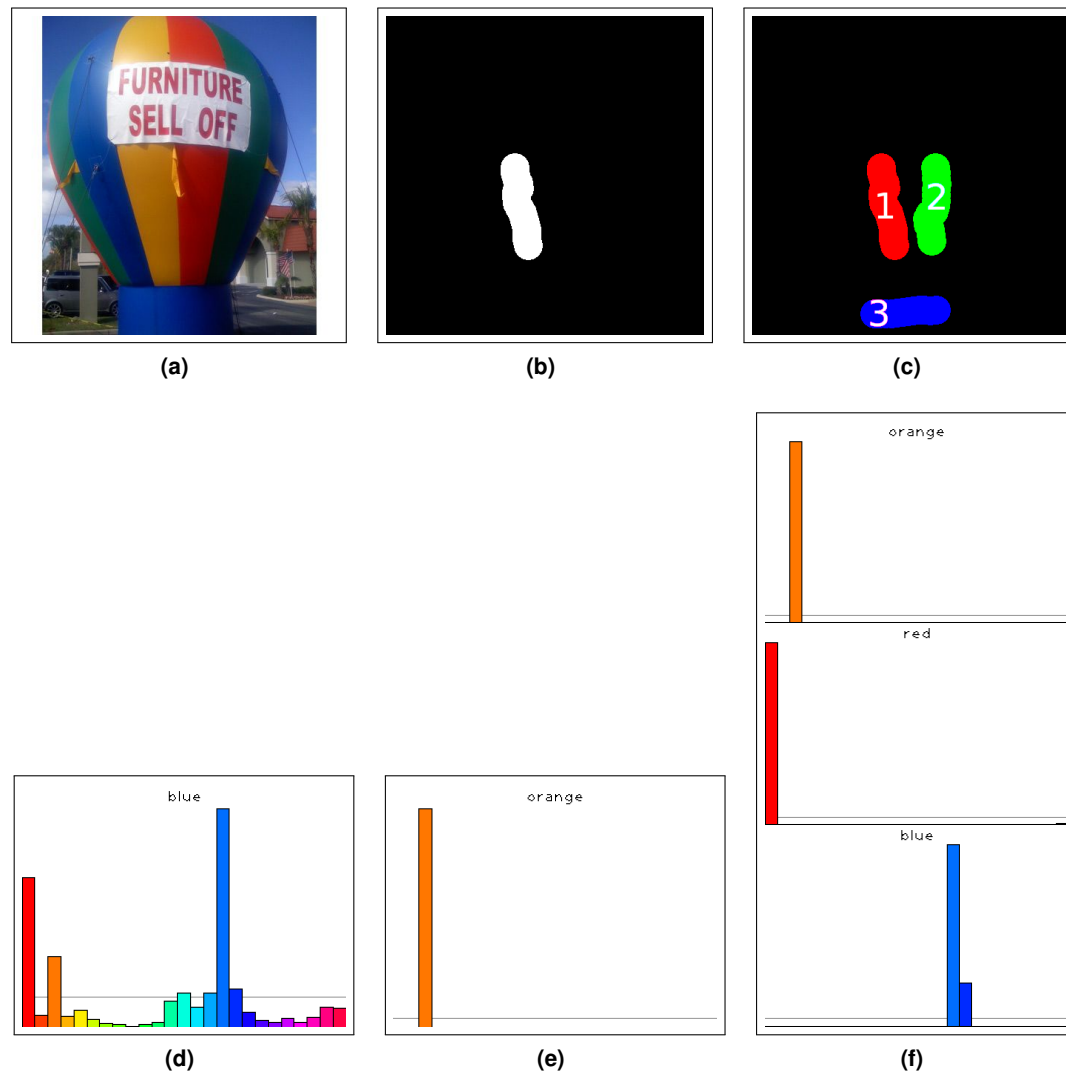 FURNITURE
SELL OFF
(a)
(b)
1
2
3
(c)
blue
(d)
orange
(e)
orange
red
blue
(f)